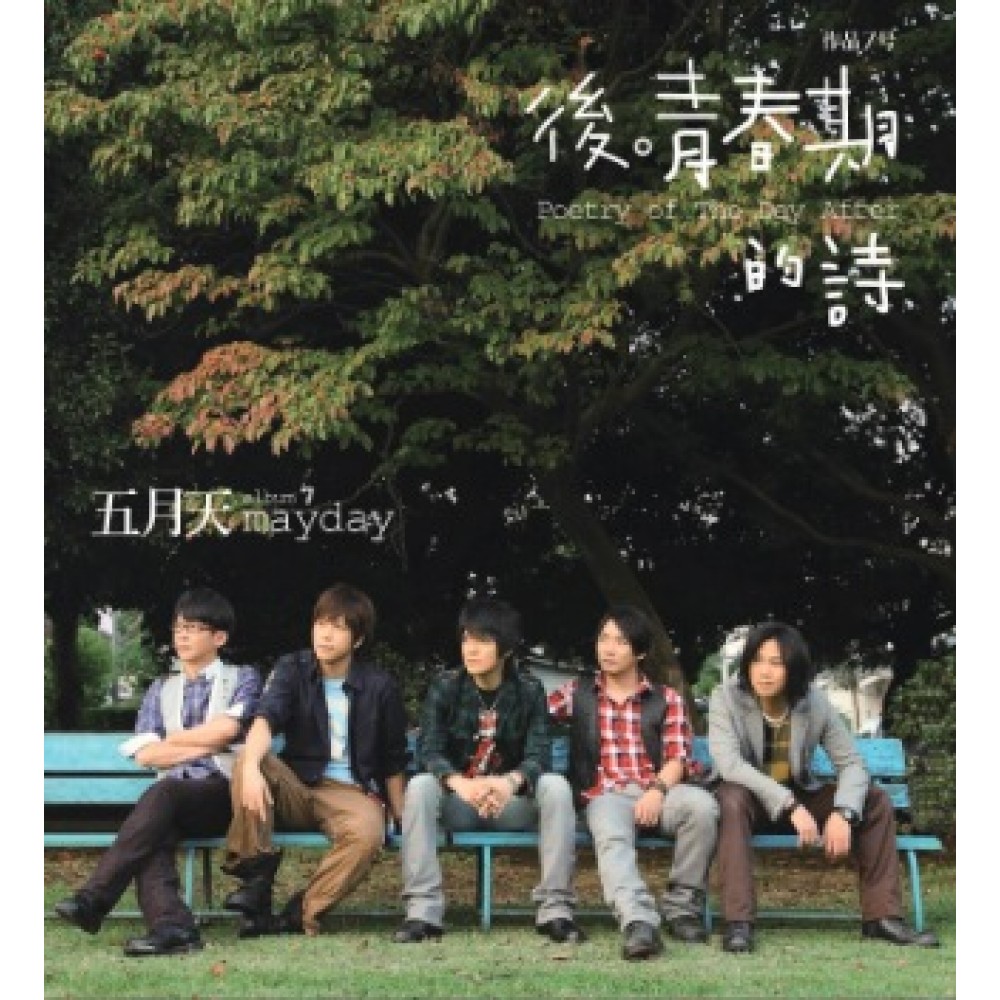 作品7号
後。青春期
Poetry of The Day After
的詩
五月天 album 7
mayday